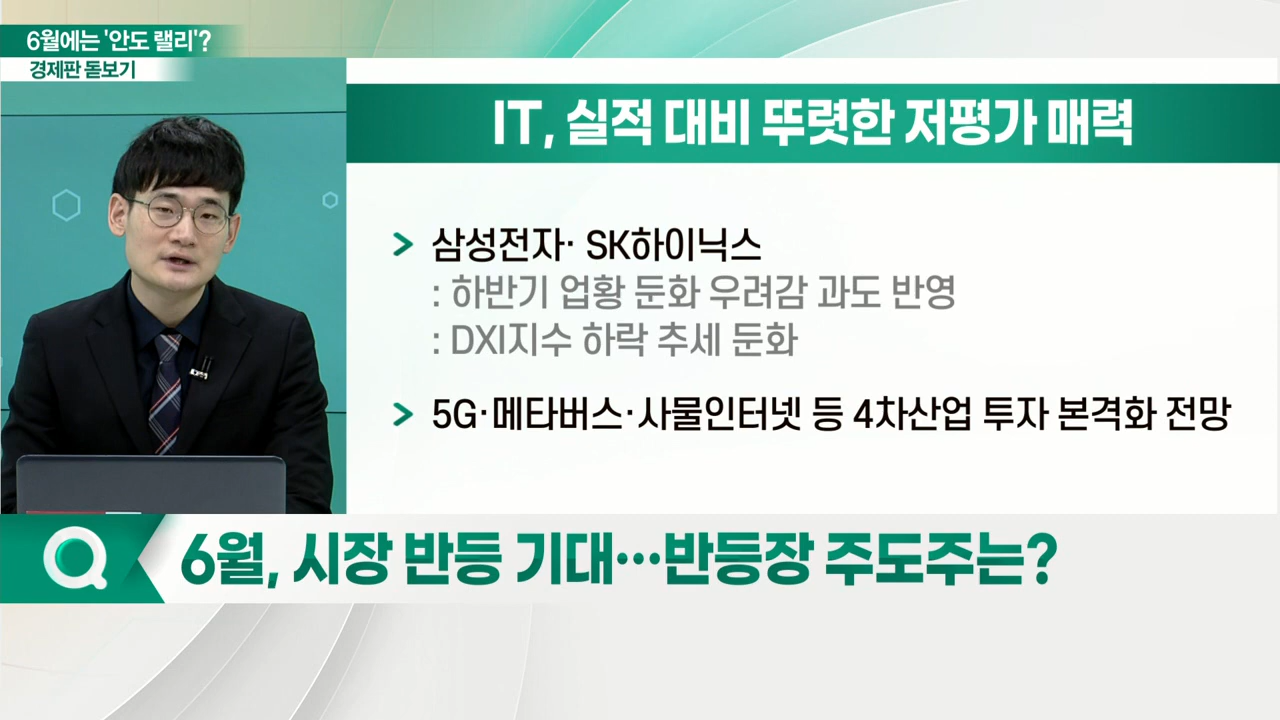 6월에는 '안도 랠리'?
경제판 돋보기
IT, 실적 대비 뚜렷한 저평가 매력
> 삼성전자· SK하이닉스
: 하반기 업황 둔화 우려감 과도 반영
: DXI지수 하락 추세 둔화
> 5G·메타버스·사물인터넷 등 4차산업 투자 본격화 전망
Q 6월, 시장 반등 기대…반등장 주도주는?